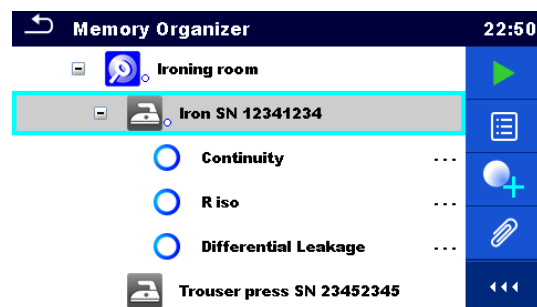 Memory Organizer 22:50
Ironing room
Iron SN 12341234
Continuity ...
R iso ...
Differential Leakage ...
Trouser press SN 23452345